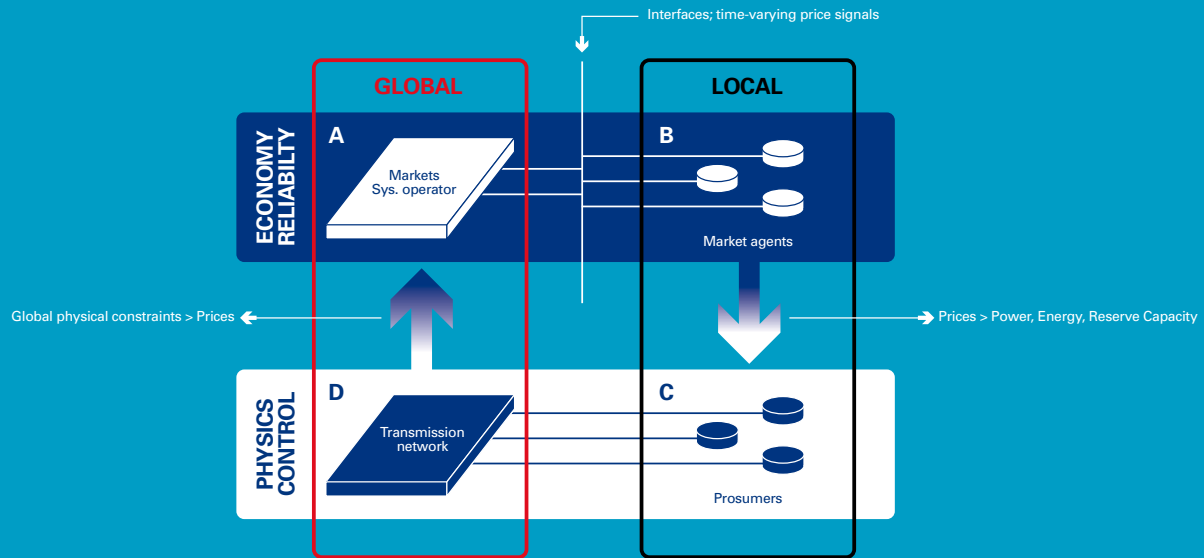 Interfaces; time-varying price signals
GLOBAL
LOCAL
ECONOMY
RELIABILTY
A
Markets
Sys. operator
B
Market agents
Global physical constraints > Prices
Prices > Power, Energy, Reserve Capacity
PHYSICS
CONTROL
D
Transmission
network
C
Prosumers